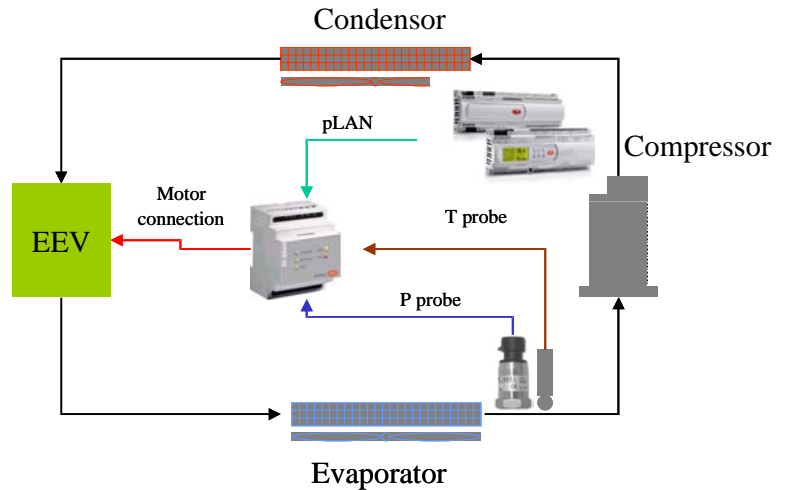 Condensor
pLAN
Compressor
Motor
connection
T probe
EEV
P probe
Evaporator